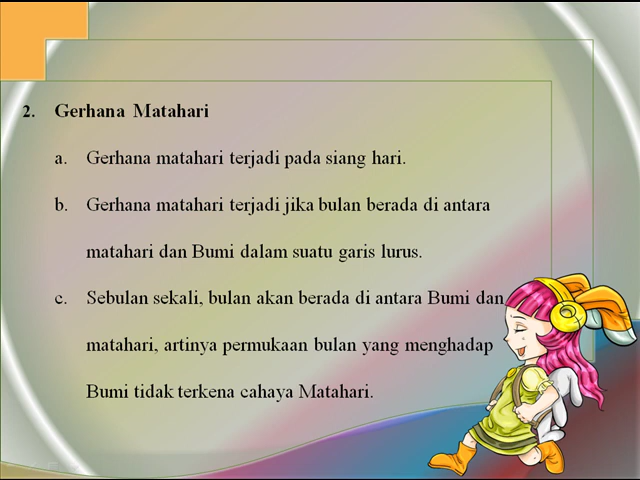 2. Gerhana Matahari
a. Gerhana matahari terjadi pada siang hari.
b. Gerhana matahari terjadi jika bulan berada di antara
matahari dan Bumi dalam suatu garis lurus.
c. Sebulan sekali, bulan akan berada di antara Bumi dan
matahari, artinya permukaan bulan yang menghadap
Bumi tidak terkena cahaya Matahari.